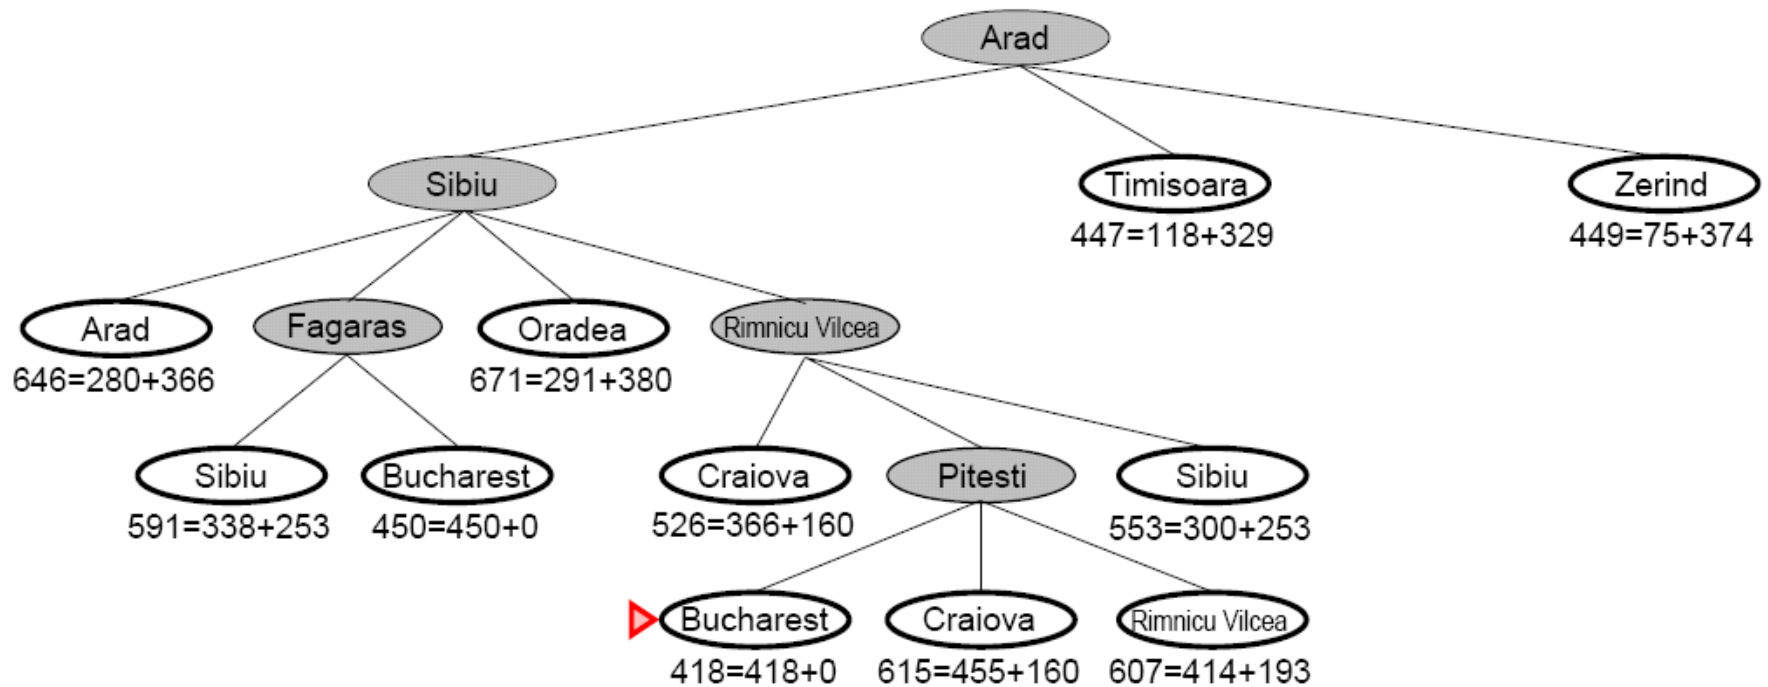 Arad
Sibiu
Timisoara
Zerind
447=118+329
449=75+374
Arad
Fagaras
Oradea
Rimnicu Vilcea
646=280+366
671=291+380
Sibiu
Bucharest
Craiova
Pitesti
Sibiu
591=338+253
450=450+0
526=366+160
553=300+253
Bucharest
Craiova
Rimnicu Vilcea
418=418+0
615=455+160
607=414+193